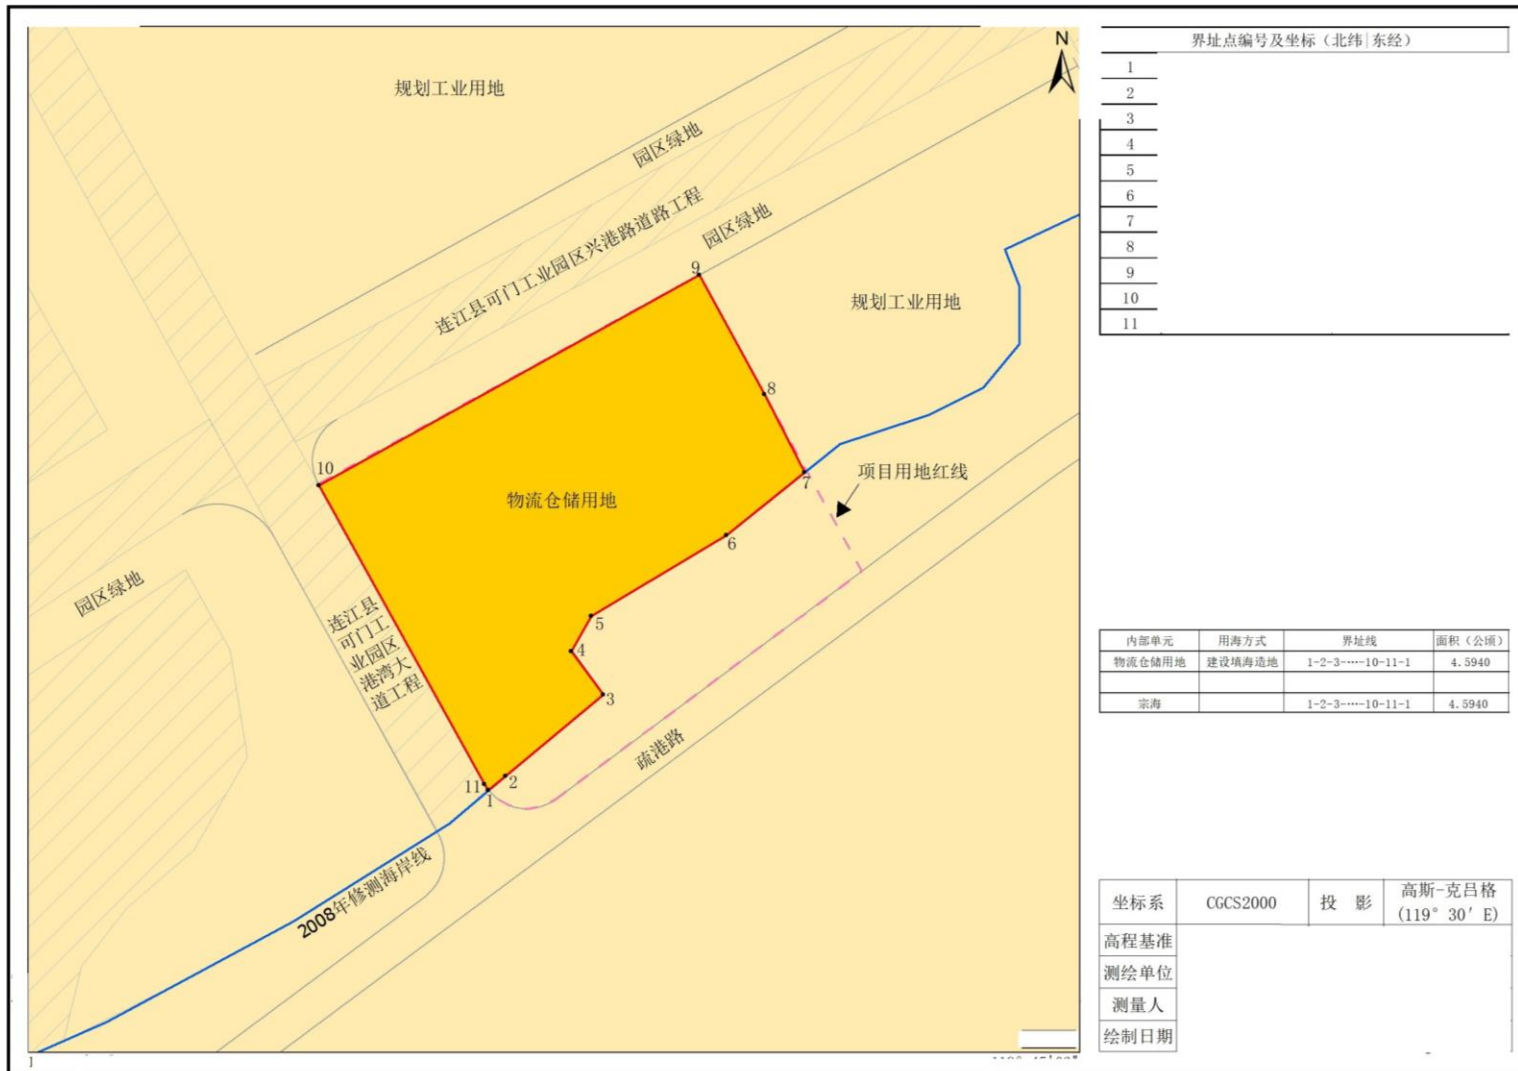 N
规划工业用地
园区绿地
连江县可门工业园区兴港路道路工程
园区绿地
9
规划工业用地
8
10
7
项目用地红线
物流仓储用地
6
园区绿地
5
连江县
可门工
业园区
港湾大
道工程
4
3
疏港路
2
11
1
2008年修测海岸线
界址点编号及坐标（北纬|东经）
1
2
3
4
5
6
7
8
9
10
11
内部单元 用海方式 界址线 面积（公顷）
物流仓储用地 建设填海造地 1-2-3-…-10-11-1 4.5940
宗海 1-2-3-…-10-11-1 4.5940
坐标系 CGCS2000 投 影 高斯-克吕格
(119° 30′ E)
高程基准
测绘单位
测量人
绘制日期